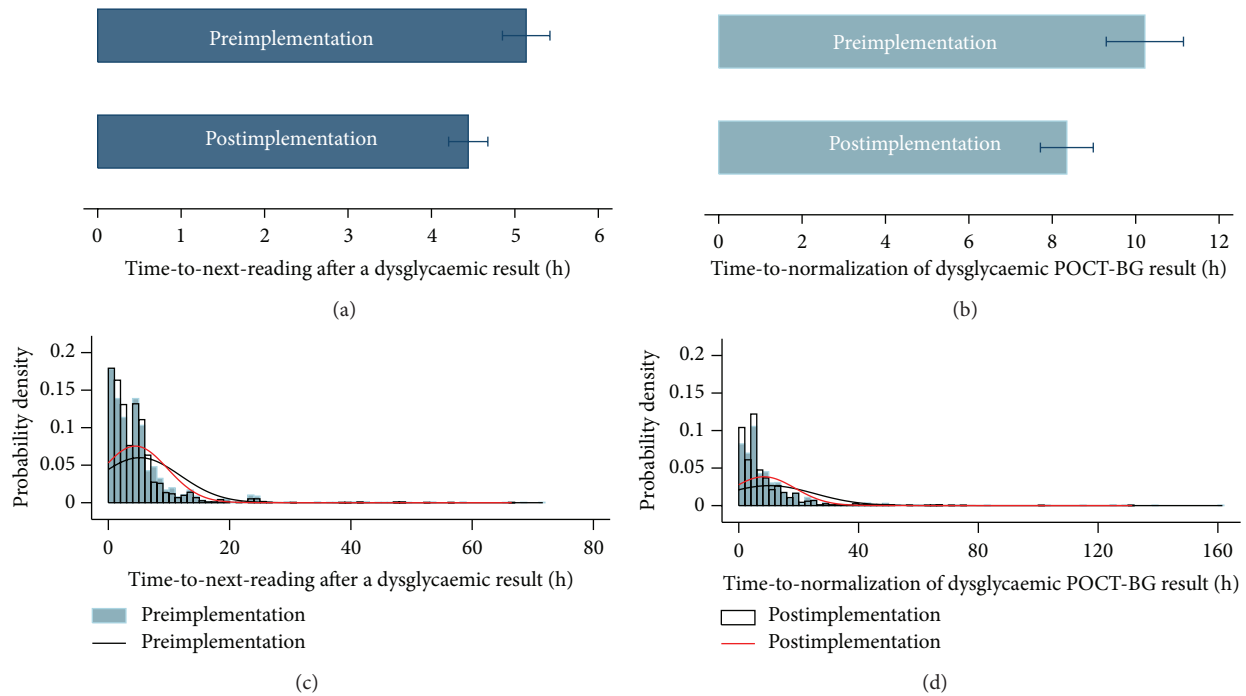 Preimplementation
Postimplementation
0 1 2 3 4 5 6
Time-to-next-reading after a dysglycaemic result (h)
(a)
Preimplementation
Postimplementation
0 2 4 6 8 10 12
Time-to-normalization of dysglycaemic POCT-BG result (h)
(b)
Probability density
0.2
0.15
0.1
0.05
0
0 20 40 60 80
Time-to-next-reading after a dysglycaemic result (h)
Preimplementation
Preimplementation
(c)
Probability density
0.2
0.15
0.1
0.05
0
0 40 80 120 160
Time-to-normalization of dysglycaemic POCT-BG result (h)
Postimplementation
Postimplementation
(d)